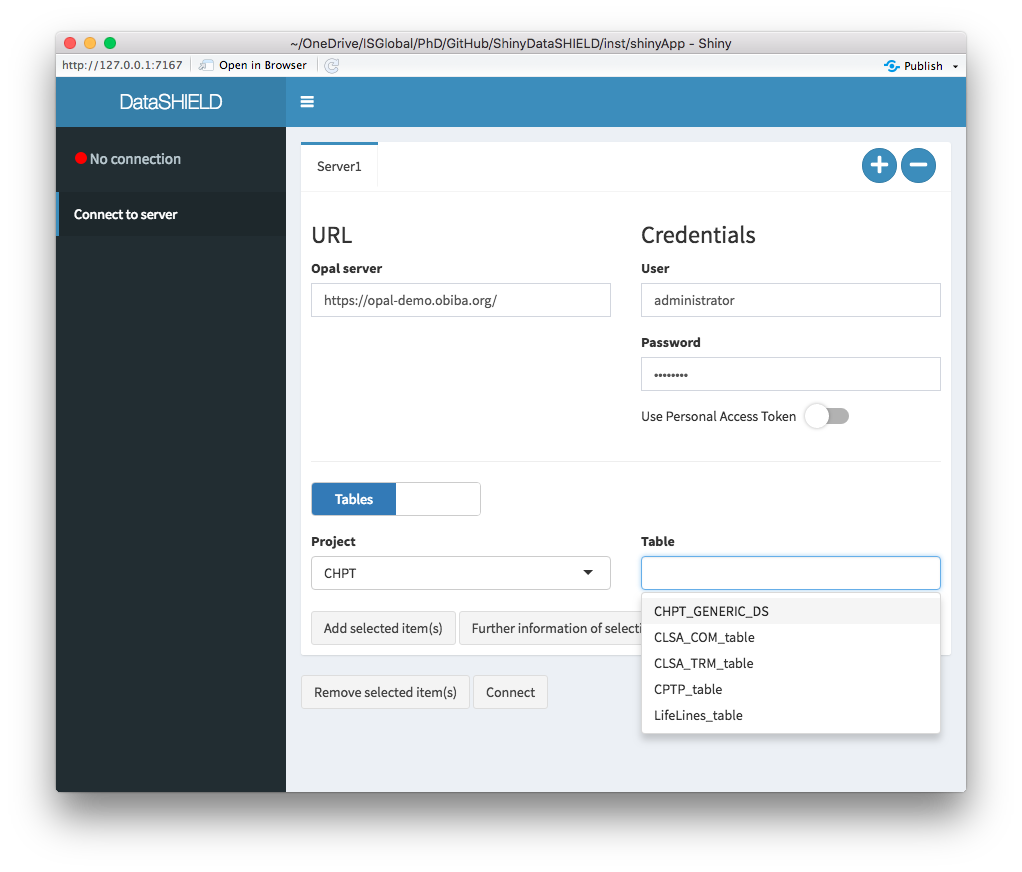 ~/OneDrive/ISGlobal/PhD/GitHub/ShinyDataSHIELD/inst/shinyApp - Shiny
http://127.0.0.1:7167 Open in Browser Publish
DataSHIELD
No connection
Connect to server
Server1
URL
Opal server
https://opal-demo.obiba.org/
Credentials
User
administrator
Password
••••••••
Use Personal Access Token
Tables
Project
CHPT
Table
CHPT_GENERIC_DS
CLSA_COM_table
CLSA_TRM_table
CPTP_table
LifeLines_table
Add selected item(s) Further information of selecti
Remove selected item(s) Connect